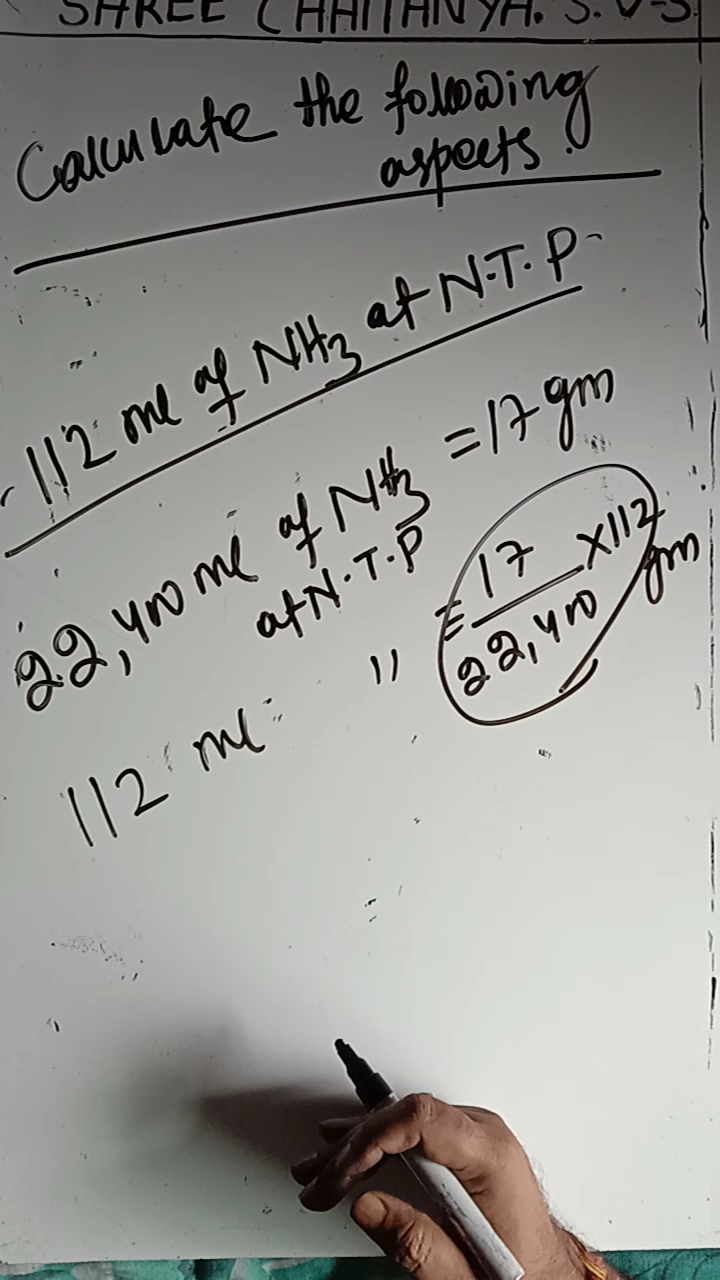 SHREE CHAITANYA. S. V-S.
Calculate the following
aspects.
112 ml of NH3 at N.T.P-
22,400 ml of NH3 = 17 gm
at N.T.P
112 ml " = 17 / 22,400 × 112 gm